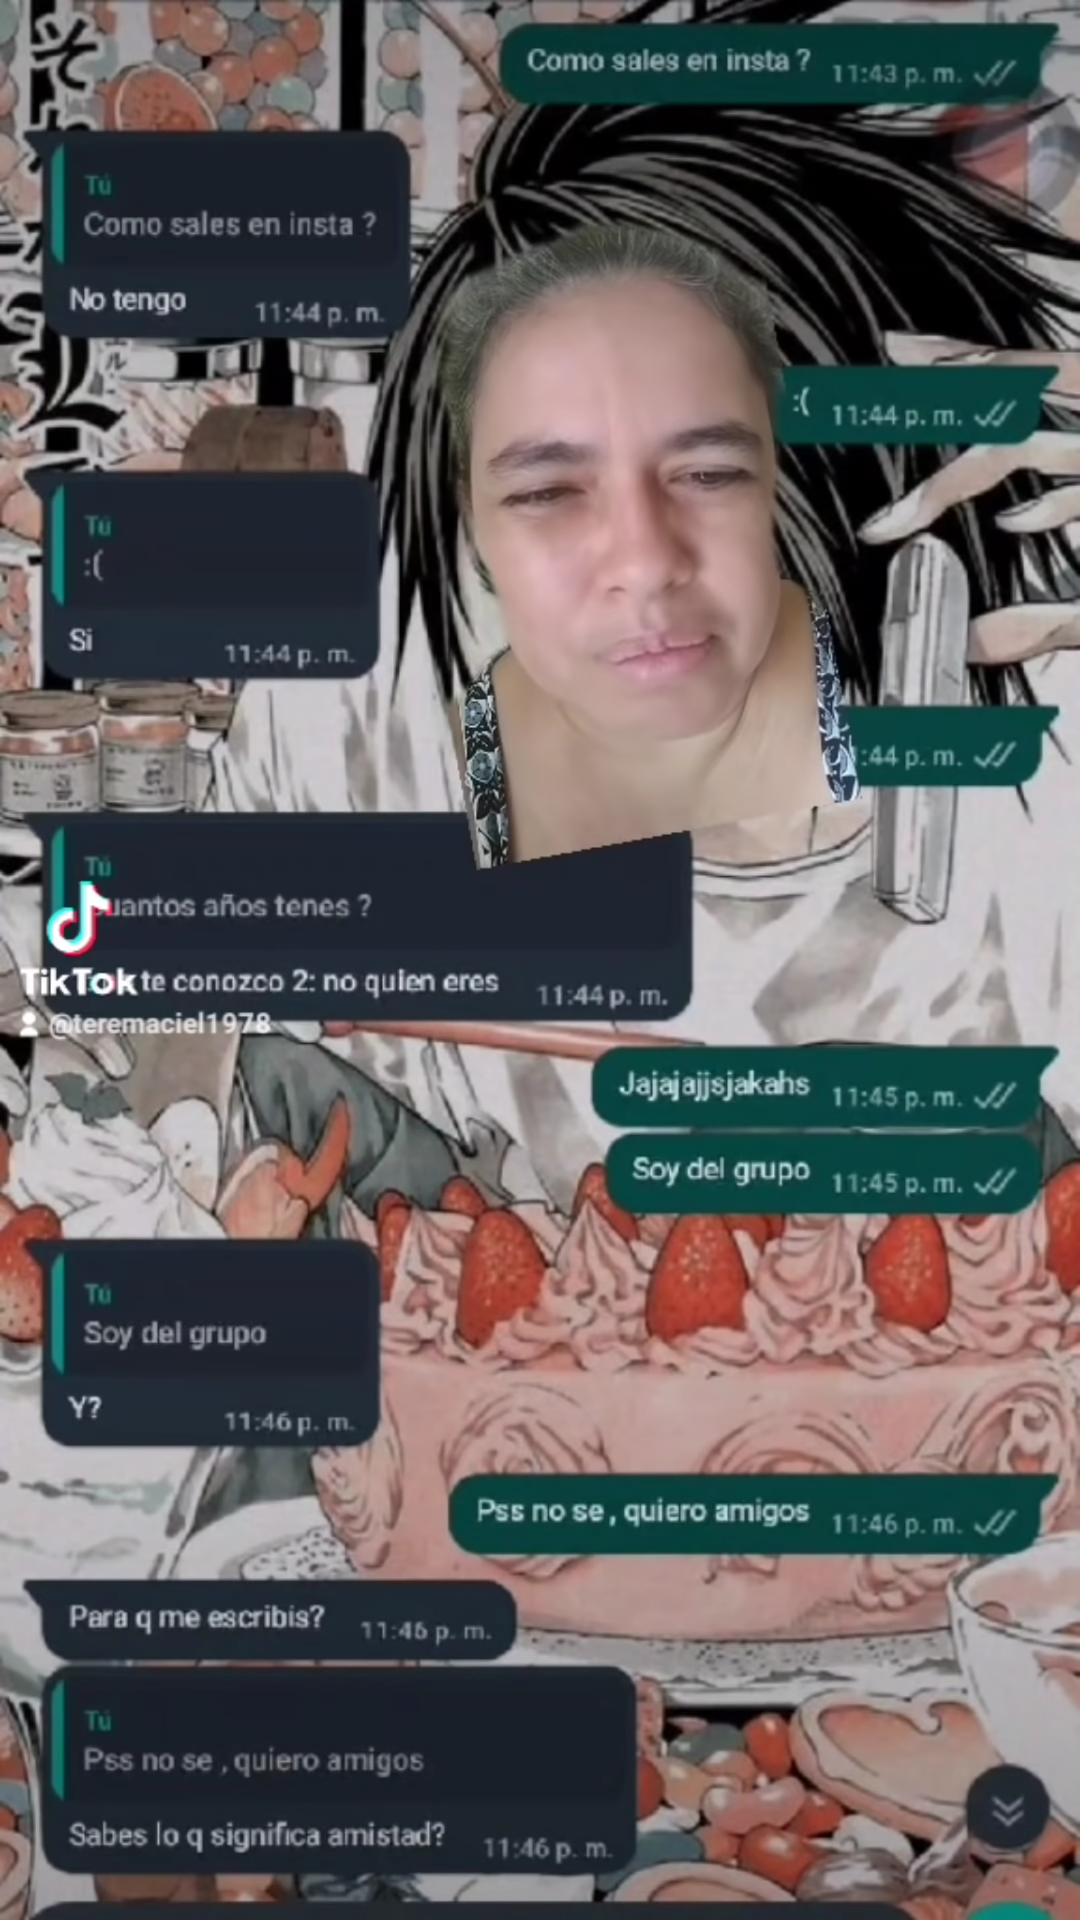 Como sales en insta ? 11:43 p. m.
Tú
Como sales en insta ?
No tengo 11:44 p. m.
:( 11:44 p. m.
Tú
:(
Si 11:44 p. m.
:44 p. m.
Tú
uantos años tenes ?
te conozco 2: no quien eres 11:44 p. m.
TikTok
@teremaciel1978
Jajajajjsjakahs 11:45 p. m.
Soy del grupo 11:45 p. m.
Tú
Soy del grupo
Y? 11:46 p. m.
Pss no se , quiero amigos 11:46 p. m.
Para q me escribis? 11:46 p. m.
Tú
Pss no se , quiero amigos
Sabes lo q significa amistad? 11:46 p. m.